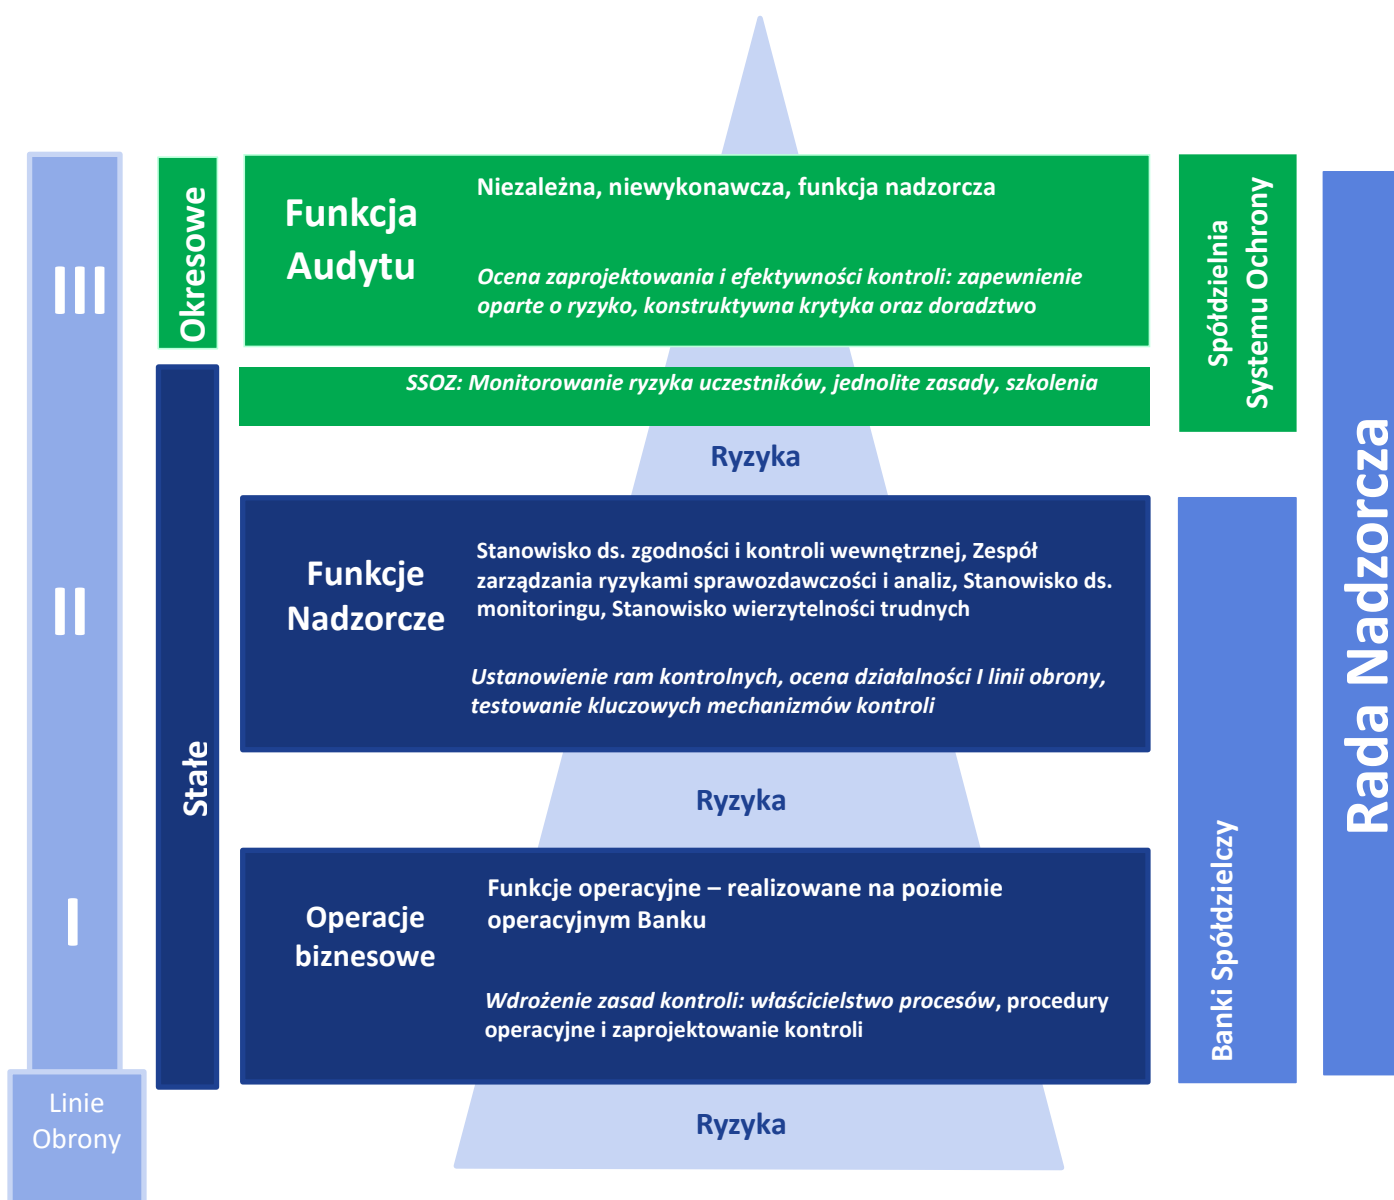 III
Okresowe
Funkcja
Audytu
Niezależna, niewykonawcza, funkcja nadzorcza
Ocena zaprojektowania i efektywności kontroli: zapewnienie
oparte o ryzyko, konstruktywna krytyka oraz doradztwo
Spółdzielnia
Systemu Ochrony
Rada Nadzorcza
SSOZ: Monitorowanie ryzyka uczestników, jednolite zasady, szkolenia
Ryzyka
II
Stałe
Funkcje
Nadzorcze
Stanowisko ds. zgodności i kontroli wewnętrznej, Zespół
zarządzania ryzykami sprawozdawczości i analiz, Stanowisko ds.
monitoringu, Stanowisko wierzytelności trudnych
Ustanowienie ram kontrolnych, ocena działalności I linii obrony,
testowanie kluczowych mechanizmów kontroli
Banki Spółdzielczy
Ryzyka
I
Operacje
biznesowe
Funkcje operacyjne – realizowane na poziomie
operacyjnym Banku
Wdrożenie zasad kontroli: właścicielstwo procesów, procedury
operacyjne i zaprojektowanie kontroli
Linie
Obrony
Ryzyka